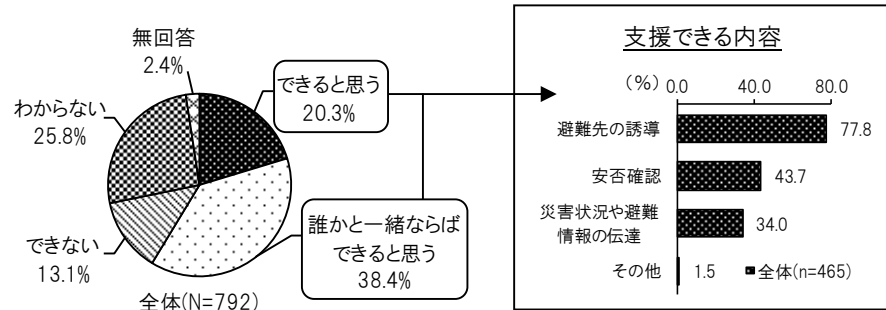 無回答
2.4%
できると思う
20.3%
わからない
25.8%
誰かと一緒ならば
できると思う
38.4%
できない
13.1%
全体(N=792)
支援できる内容
(%)
0.0 40.0 80.0
避難先の誘導 77.8
安否確認 43.7
災害状況や避難
情報の伝達 34.0
その他 1.5
全体(n=465)